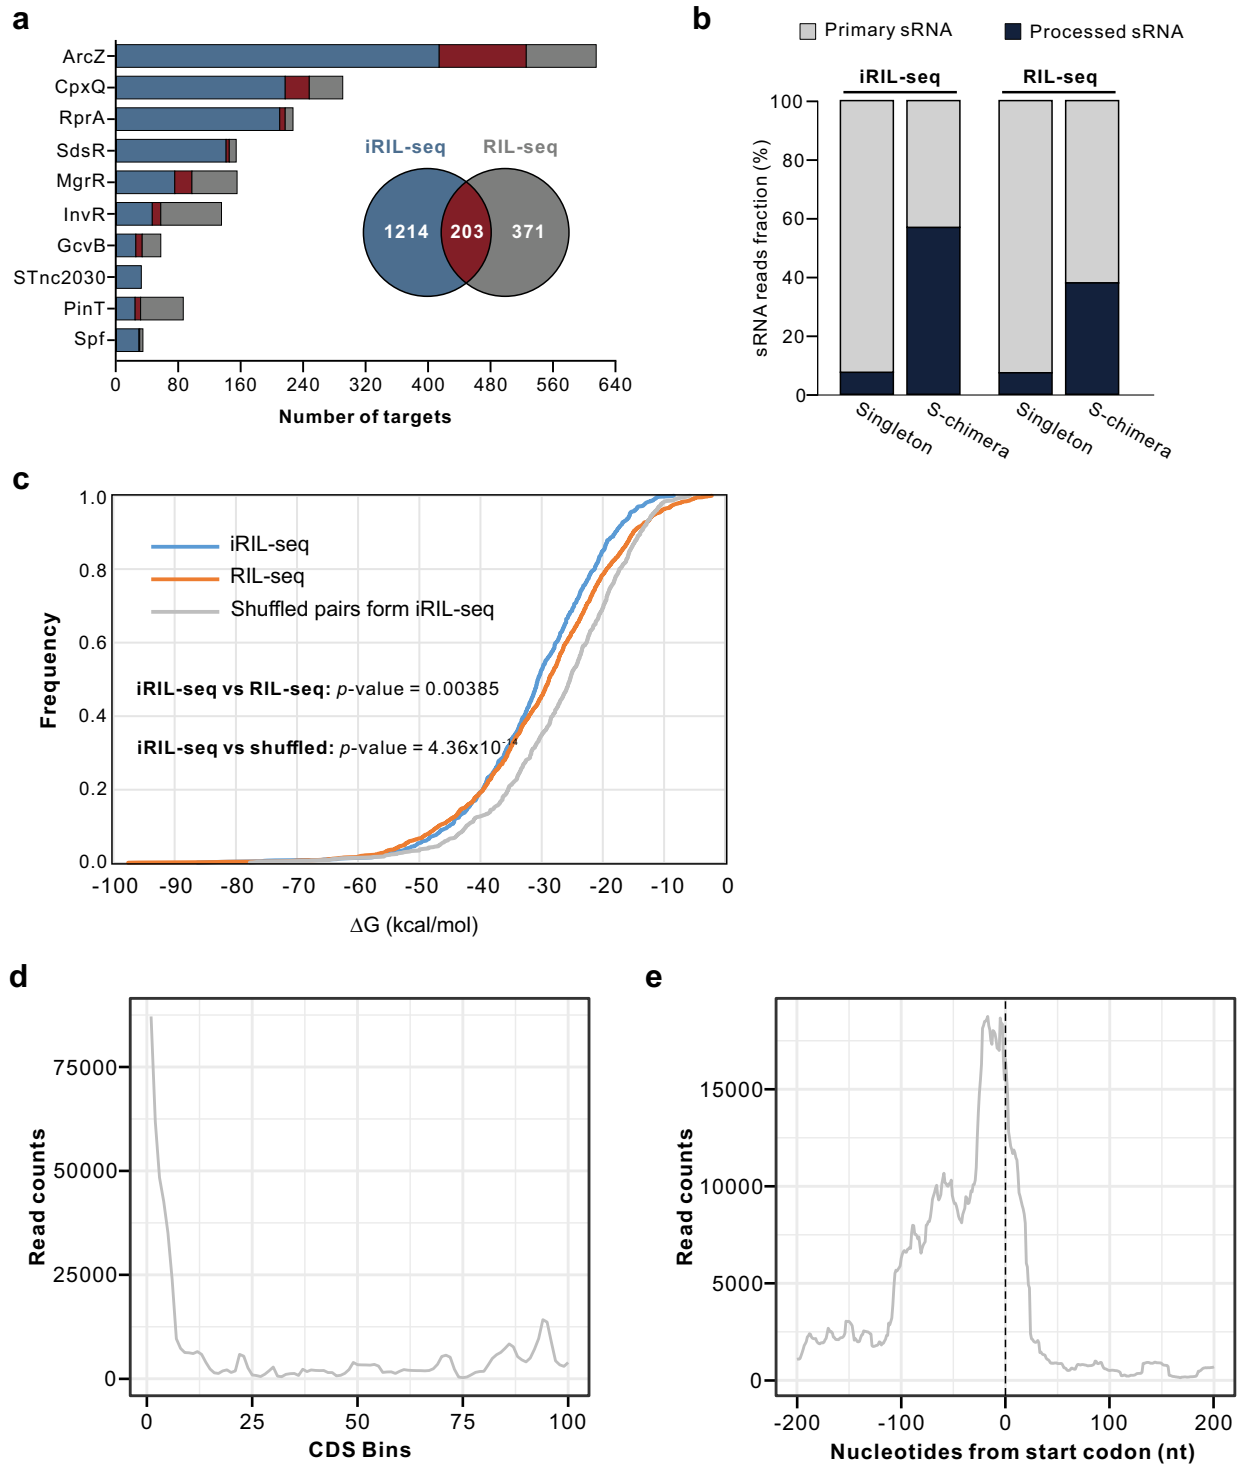 a
ArcZ
CpxQ
RprA
SdsR
MgrR
InvR
GcvB
STnc2030
PinT
Spf
iRIL-seq
RIL-seq
1214
203
371
0 80 160 240 320 400 480 560 640
Number of targets
b
Primary sRNA
Processed sRNA
iRIL-seq
RIL-seq
100
80
60
40
20
0
sRNA reads fraction (%)
Singleton
S-chimera
Singleton
S-chimera
c
1.0
0.8
0.6
0.4
0.2
0.0
Frequency
iRIL-seq
RIL-seq
Shuffled pairs form iRIL-seq
iRIL-seq vs RIL-seq: p-value = 0.00385
iRIL-seq vs shuffled: p-value = 4.36x10⁻¹⁴
-100 -90 -80 -70 -60 -50 -40 -30 -20 -10 0
ΔG (kcal/mol)
d
75000
50000
25000
0
Read counts
0 25 50 75 100
CDS Bins
e
15000
10000
5000
0
Read counts
-200 -100 0 100 200
Nucleotides from start codon (nt)